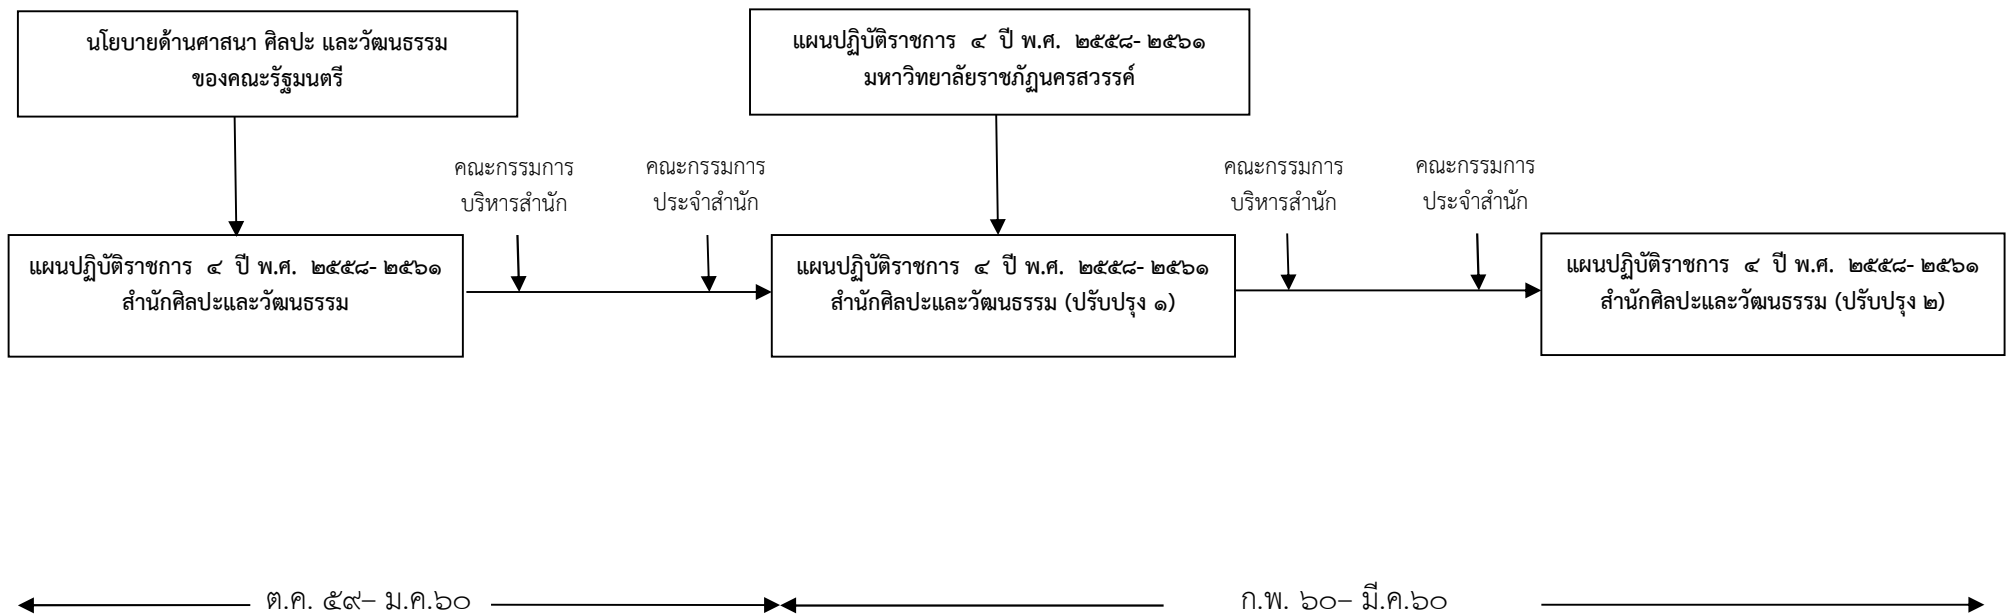 นโยบายด้านศาสนา ศิลปะ และวัฒนธรรม
ของคณะรัฐมนตรี
แผนปฏิบัติราชการ ๔ ปี พ.ศ. ๒๕๕๘- ๒๕๖๑
มหาวิทยาลัยราชภัฏนครสวรรค์
คณะกรรมการ
บริหารสำนัก
คณะกรรมการ
ประจำสำนัก
คณะกรรมการ
บริหารสำนัก
คณะกรรมการ
ประจำสำนัก
แผนปฏิบัติราชการ ๔ ปี พ.ศ. ๒๕๕๘- ๒๕๖๑
สำนักศิลปะและวัฒนธรรม
แผนปฏิบัติราชการ ๔ ปี พ.ศ. ๒๕๕๘- ๒๕๖๑
สำนักศิลปะและวัฒนธรรม (ปรับปรุง ๑)
แผนปฏิบัติราชการ ๔ ปี พ.ศ. ๒๕๕๘- ๒๕๖๑
สำนักศิลปะและวัฒนธรรม (ปรับปรุง ๒)
ต.ค. ๕๙– ม.ค.๖๐
ก.พ. ๖๐– มี.ค.๖๐